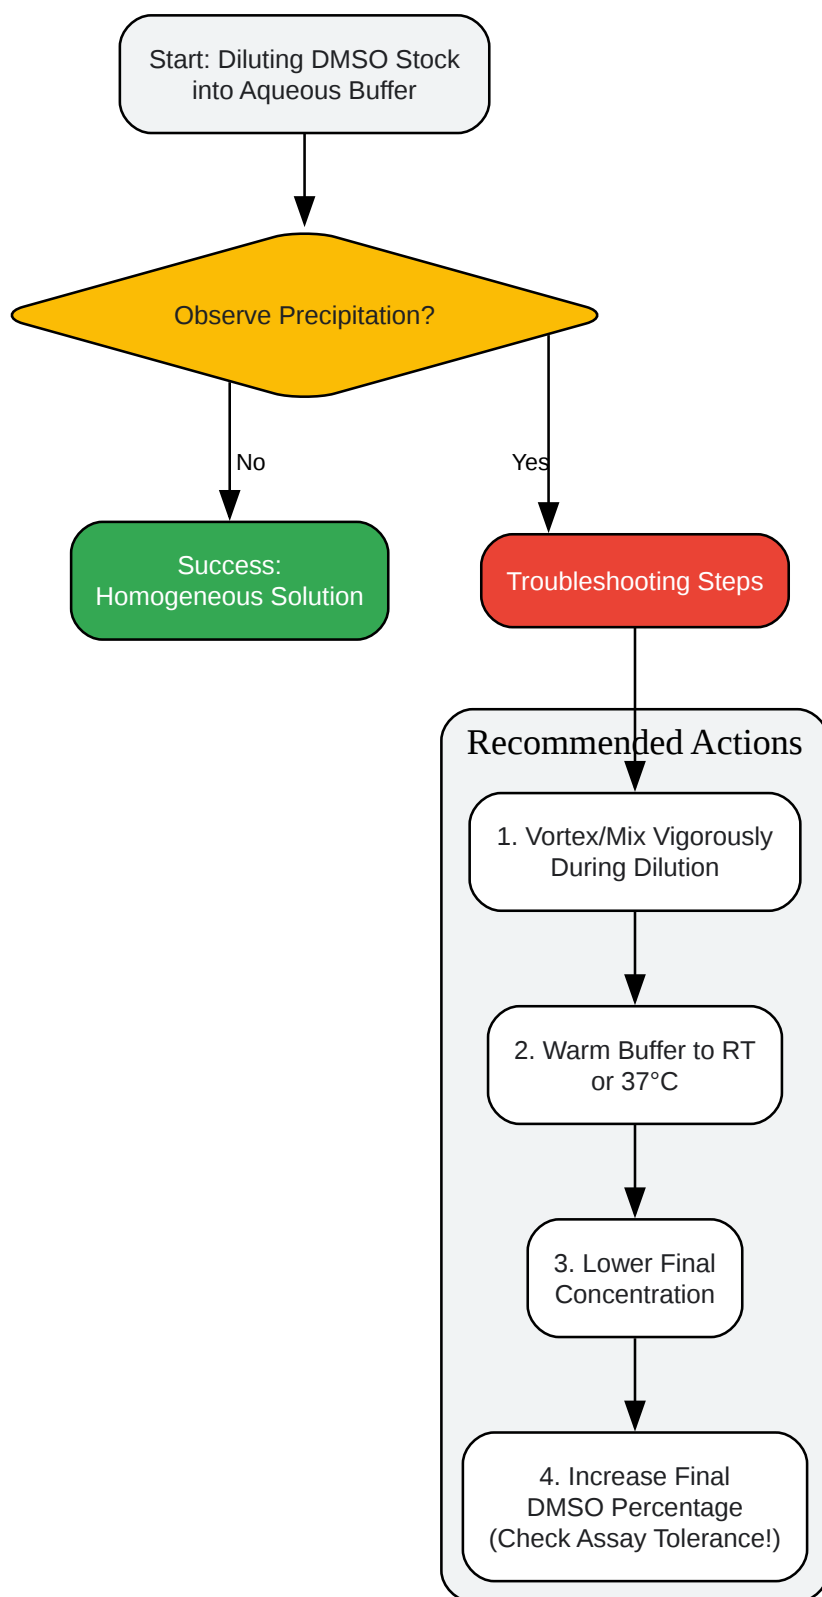 Start: Diluting DMSO Stock
into Aqueous Buffer
Observe Precipitation?
No
Yes
Success:
Homogeneous Solution
Troubleshooting Steps
Recommended Actions
1. Vortex/Mix Vigorously
During Dilution
2. Warm Buffer to RT
or 37°C
3. Lower Final
Concentration
4. Increase Final
DMSO Percentage
(Check Assay Tolerance!)